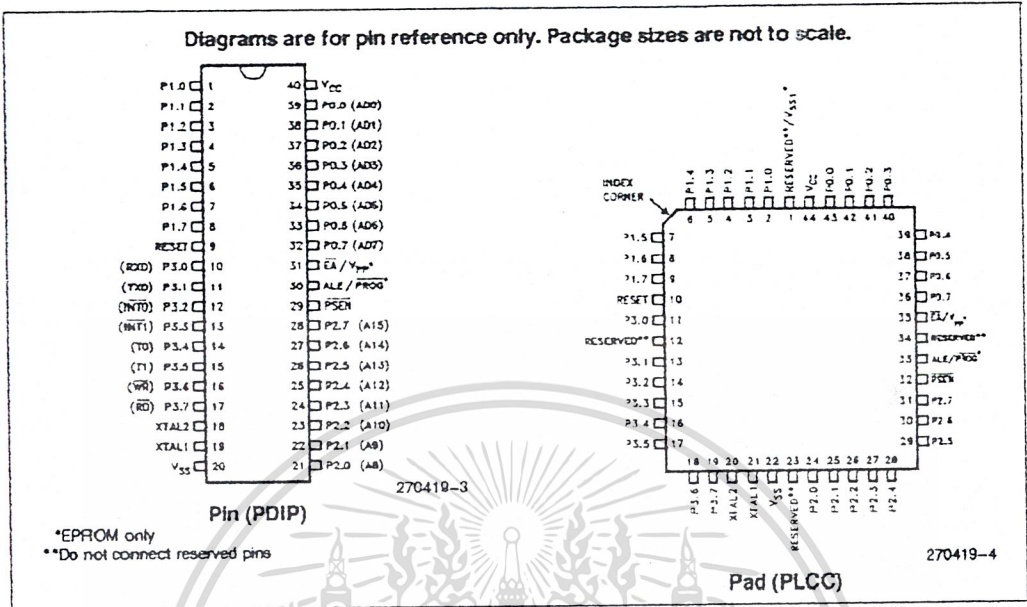 Diagrams are for pin reference only. Package sizes are not to scale.
P1.0 1 40 VCC
P1.1 2 39 P0.0 (AD0)
P1.2 3 38 P0.1 (AD1)
P1.3 4 37 P0.2 (AD2)
P1.4 5 36 P0.3 (AD3)
P1.5 6 35 P0.4 (AD4)
P1.6 7 34 P0.5 (AD5)
P1.7 8 33 P0.6 (AD6)
RESET 9 32 P0.7 (AD7)
(RXD) P3.0 10 31 EA/VPP*
(TXD) P3.1 11 30 ALE/PROG*
(INT0) P3.2 12 29 PSEN
(INT1) P3.3 13 28 P2.7 (A15)
(T0) P3.4 14 27 P2.6 (A14)
(T1) P3.5 15 26 P2.5 (A13)
(WR) P3.6 16 25 P2.4 (A12)
(RD) P3.7 17 24 P2.3 (A11)
XTAL2 18 23 P2.2 (A10)
XTAL1 19 22 P2.1 (A9)
VSS 20 21 P2.0 (A8)
270419-3
Pin (PDIP)
*EPROM only
**Do not connect reserved pins
INDEX
CORNER
P1.4 P1.3 P1.2 P1.1 P1.0 RESERVED**/VSS1* VCC P0.0 P0.1 P0.2 P0.3
6 5 4 3 2 1 44 43 42 41 40
P1.5 7 39 P0.4
P1.6 8 38 P0.5
P1.7 9 37 P0.6
RESET 10 36 P0.7
P3.0 11 35 EA/VPP*
RESERVED** 12 34 RESERVED**
P3.1 13 33 ALE/PROG*
P3.2 14 32 PSEN
P3.3 15 31 P2.7
P3.4 16 30 P2.6
P3.5 17 29 P2.5
18 19 20 21 22 23 24 25 26 27 28
P3.6 P3.7 XTAL2 XTAL1 VSS RESERVED** P2.0 P2.1 P2.2 P2.3 P2.4
270419-4
Pad (PLCC)